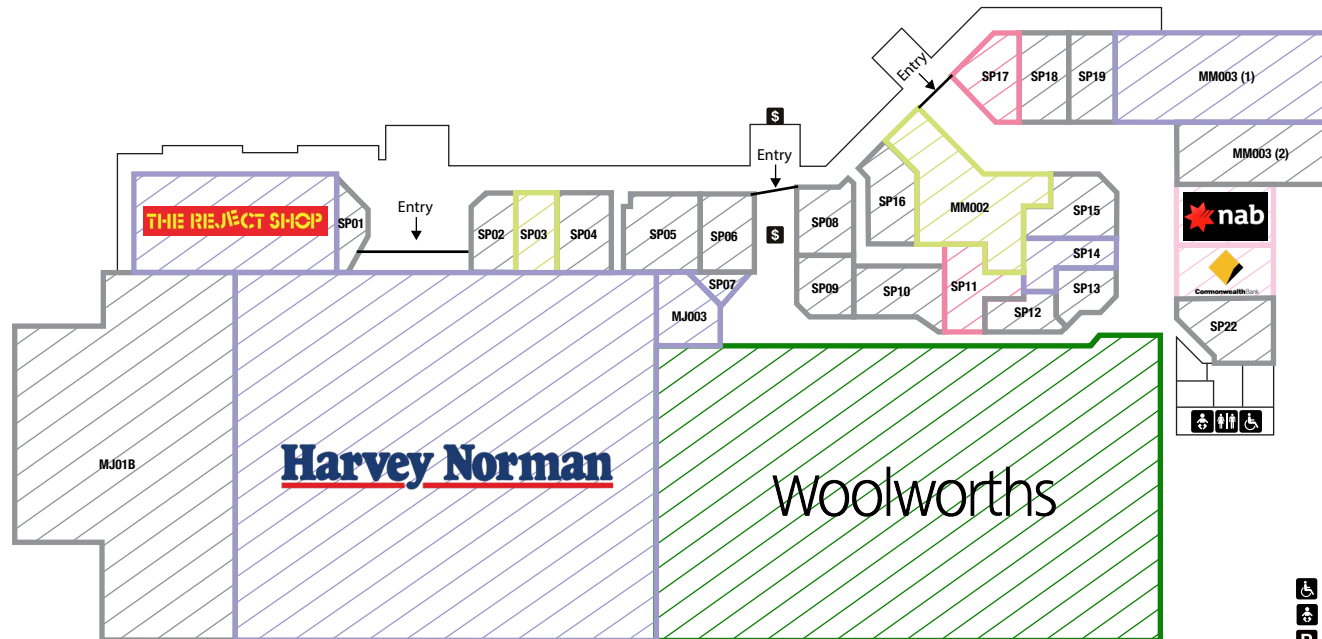 Entry
SP17
SP18
SP19
MM003 (1)
$
MM003 (2)
Entry
SP16
MM002
SP15
THE REJECT SHOP
SP01
Entry
SP02
SP03
SP04
SP05
SP06
$
SP08
nab
SP14
SP07
SP09
SP10
SP11
SP13
CommonwealthBank
MJ003
SP12
SP22
MJ01B
Harvey Norman
Woolworths